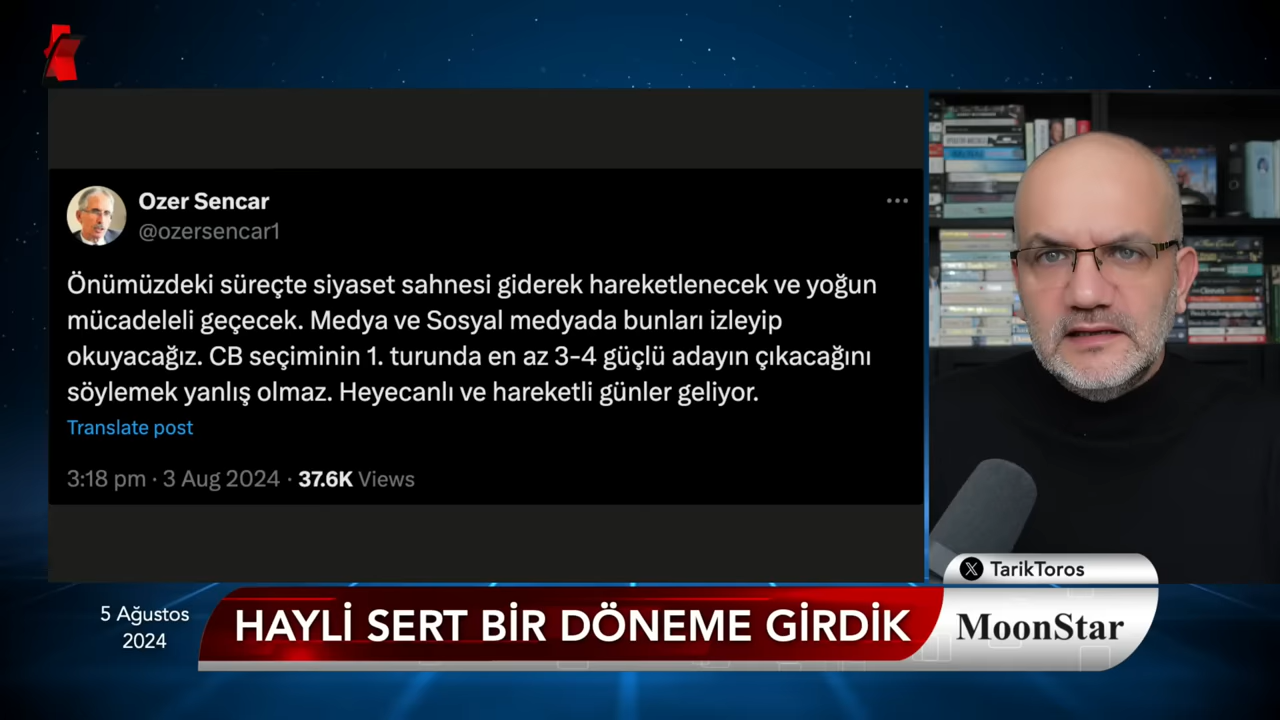 Ozer Sencar
@ozersencar1
Önümüzdeki süreçte siyaset sahnesi giderek hareketlenecek ve yoğun
mücadeleli geçecek. Medya ve Sosyal medyada bunları izleyip
okuyacağız. CB seçiminin 1. turunda en az 3-4 güçlü adayın çıkacağını
söylemek yanlış olmaz. Heyecanlı ve hareketli günler geliyor.
Translate post
3:18 pm · 3 Aug 2024 · 37.6K Views
TarikToros
5 Ağustos
2024
HAYLİ SERT BİR DÖNEME GİRDİK
MoonStar